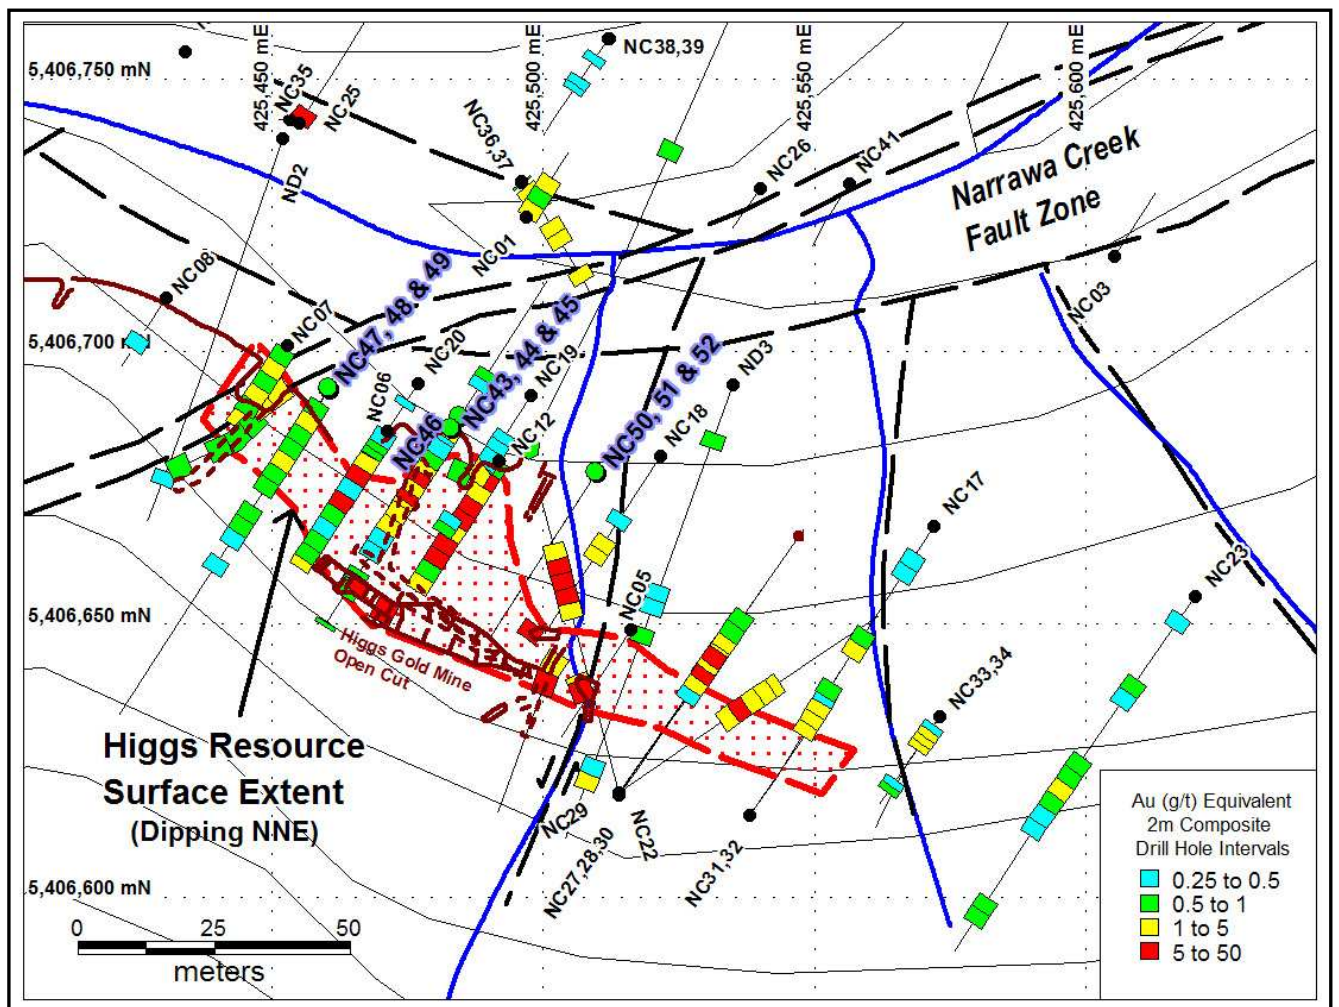 425,450 mE
425,500 mE
425,550 mE
425,600 mE
5,406,750 mN
NC38,39
NC35
NC25
NC36,37
NC26
NC41
ND2
Narrawa Creek
Fault Zone
NC01
NC08
NC07
NC47, 48 & 49
NC03
5,406,700
NC20
NC43, 44 & 45
NC19
NC06
NC46
NC12
NC50, 51 & 52
ND3
NC18
NC17
NC23
5,406,650 mN
NC05
Higgs Gold Mine
Open Cut
NC33,34
Higgs Resource
Surface Extent
(Dipping NNE)
NC29
NC22
NC27,28,30
NC31,32
5,406,600 mN
0 25 50
meters
Au (g/t) Equivalent
2m Composite
Drill Hole Intervals
0.25 to 0.5
0.5 to 1
1 to 5
5 to 50